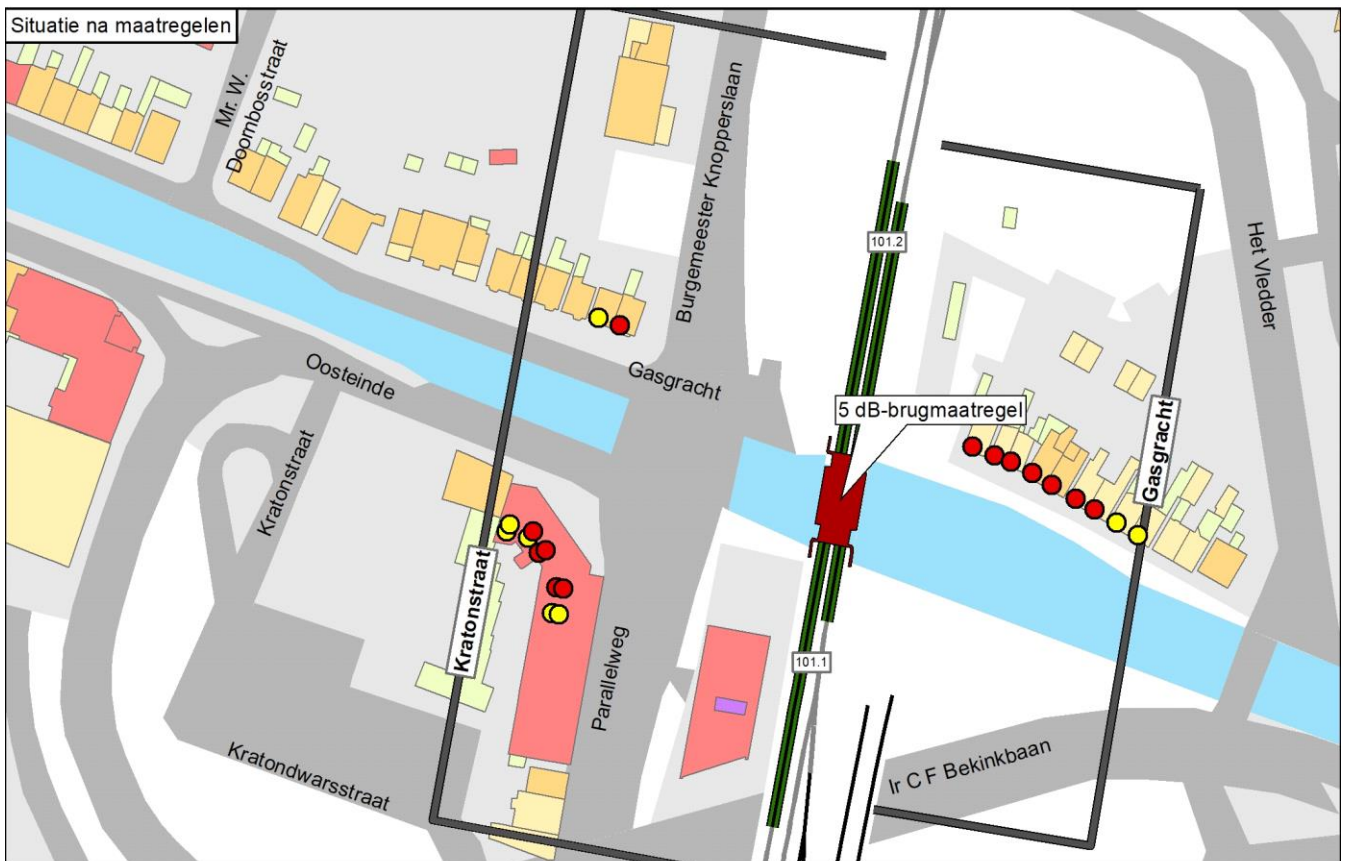 Situatie na maatregelen
Mr. W.
Doornbosstraat
Burgemeester Knopperslaan
101.2
Het Vledder
Gasgracht
Oosteinde
5 dB-brugmaatregel
Gasgracht
Kratonstraat
Kratonstraat
Parallelweg
101.1
Kratondwarsstraat
Ir C F Bekinkbaan